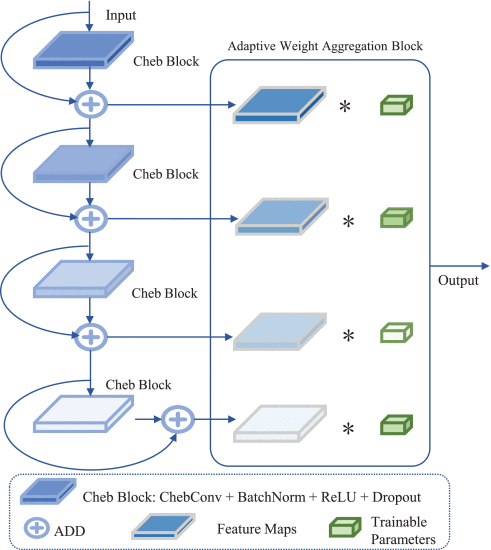 Input
Adaptive Weight Aggregation Block
Cheb Block
*
Cheb Block
*
Cheb Block
Output
*
Cheb Block
*
Cheb Block: ChebConv + BatchNorm + ReLU + Dropout
ADD
Feature Maps
Trainable
Parameters